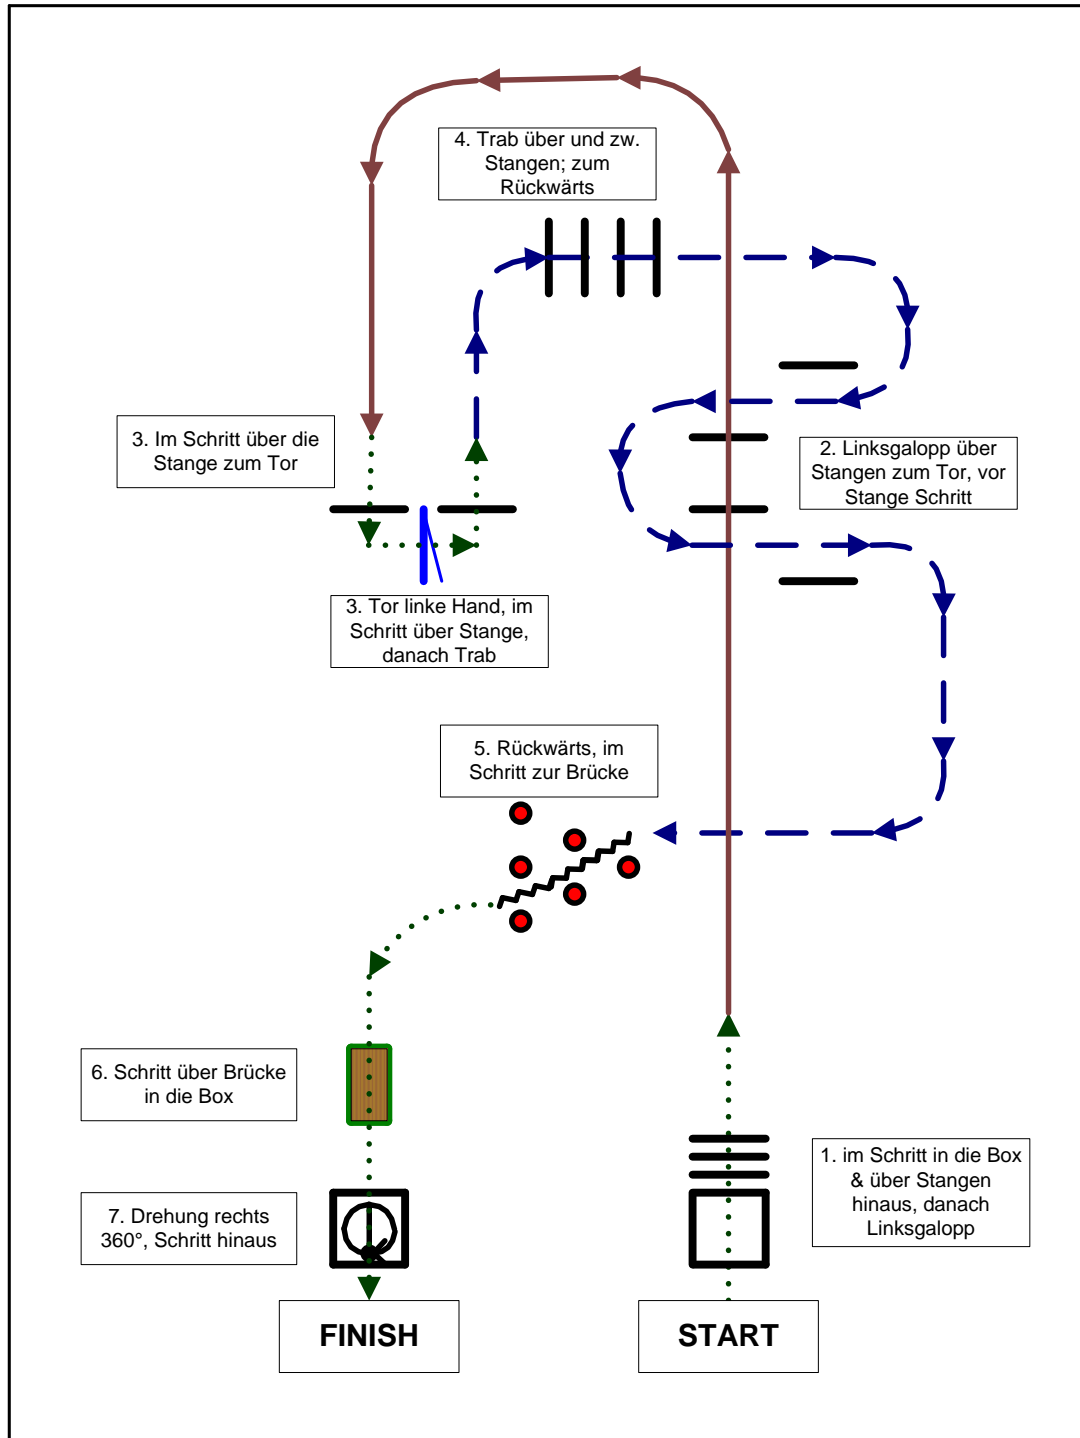 4. Trab über und zw.
Stangen; zum
Rückwärts
3. Im Schritt über die
Stange zum Tor
2. Linksgalopp über
Stangen zum Tor, vor
Stange Schritt
3. Tor linke Hand, im
Schritt über Stange,
danach Trab
5. Rückwärts, im
Schritt zur Brücke
6. Schritt über Brücke
in die Box
1. im Schritt in die Box
& über Stangen
hinaus, danach
Linksgalopp
7. Drehung rechts
360°, Schritt hinaus
FINISH
START